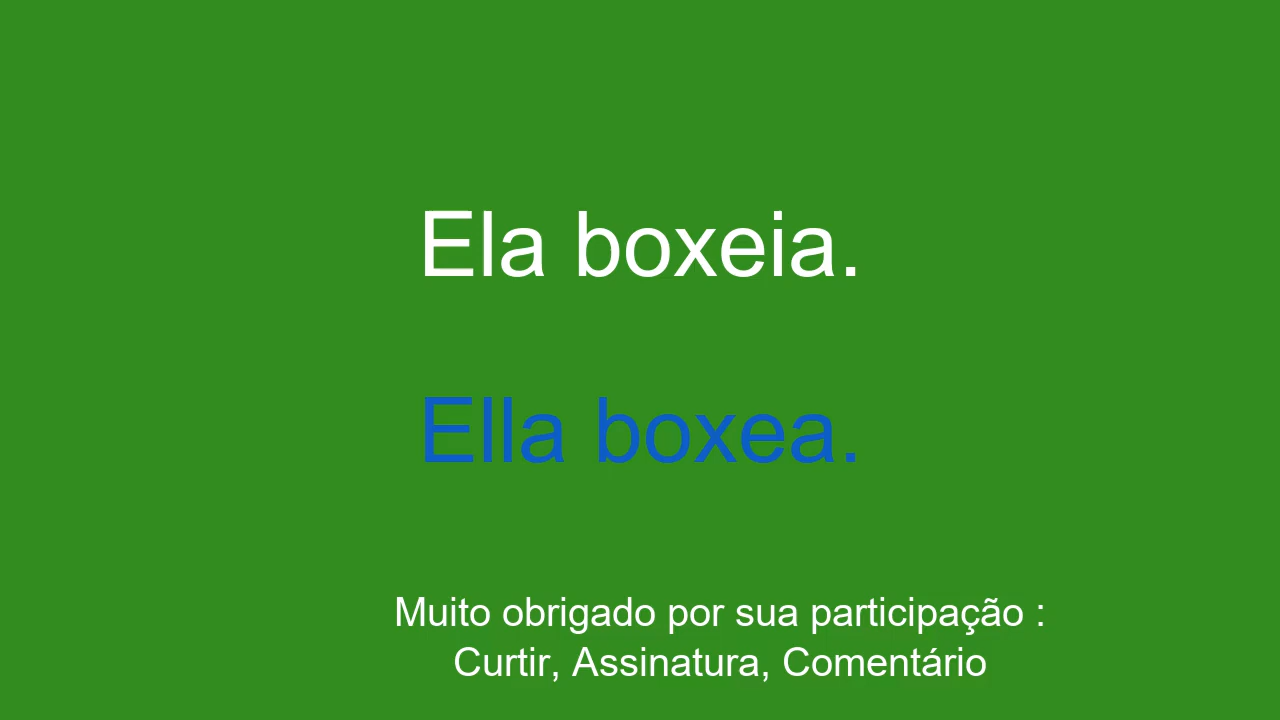 Ela boxeia.
Ella boxea.
Muito obrigado por sua participação :
Curtir, Assinatura, Comentário